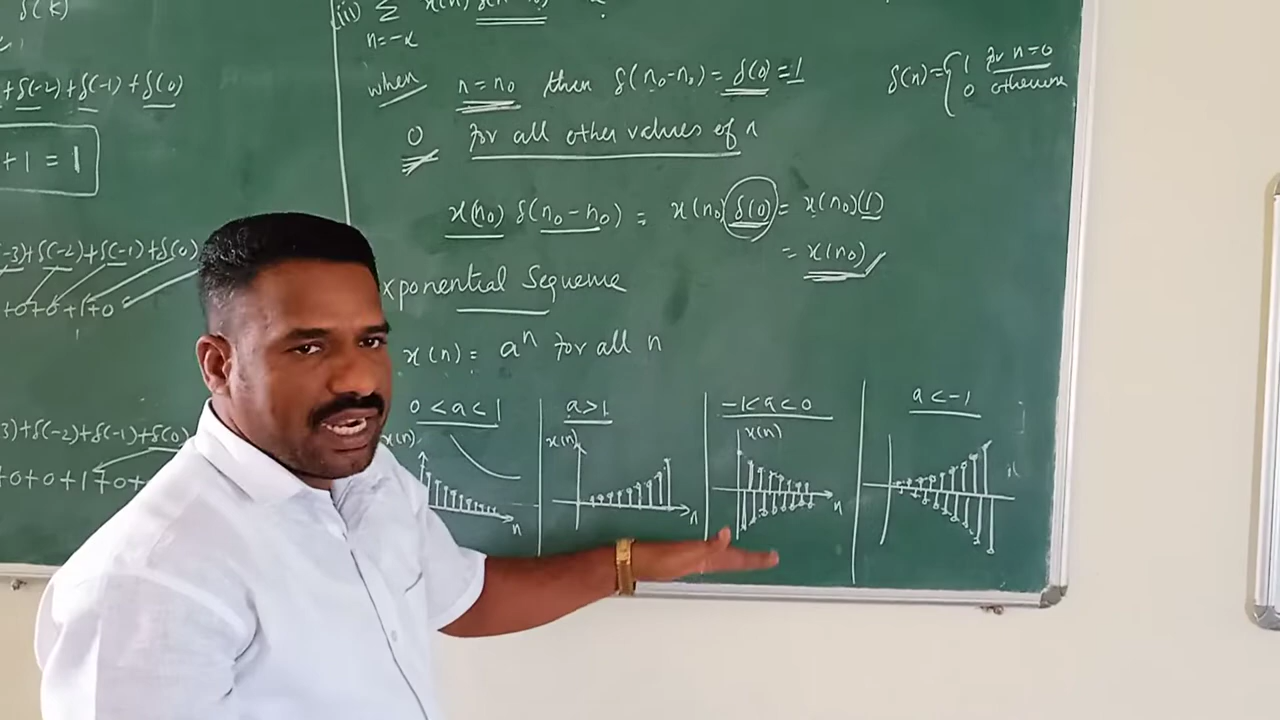 δ(k)
+δ(-2)+δ(-1)+δ(0)
+1 = 1
-3)+δ(-2)+δ(-1)+δ(0)
+0+0+1+0
3)+δ(-2)+δ(-1)+δ(0)
+0+0+1+0+
(iii) Σ x(n)
n=-∝
when n = n0 then δ(n0-n0) = δ(0) = 1
0 for all other values of n
x(n0) δ(n0-n0) = x(n0) δ(0) = x(n0)(1)
= x(n0)
δ(n) = { 1 for n=0
0 otherwise
xponential Sequence
x(n) = a^n for all n
0 < a < 1
x(n)
n
a>1
x(n)
n
-1<a<0
x(n)
n
a<-1
n